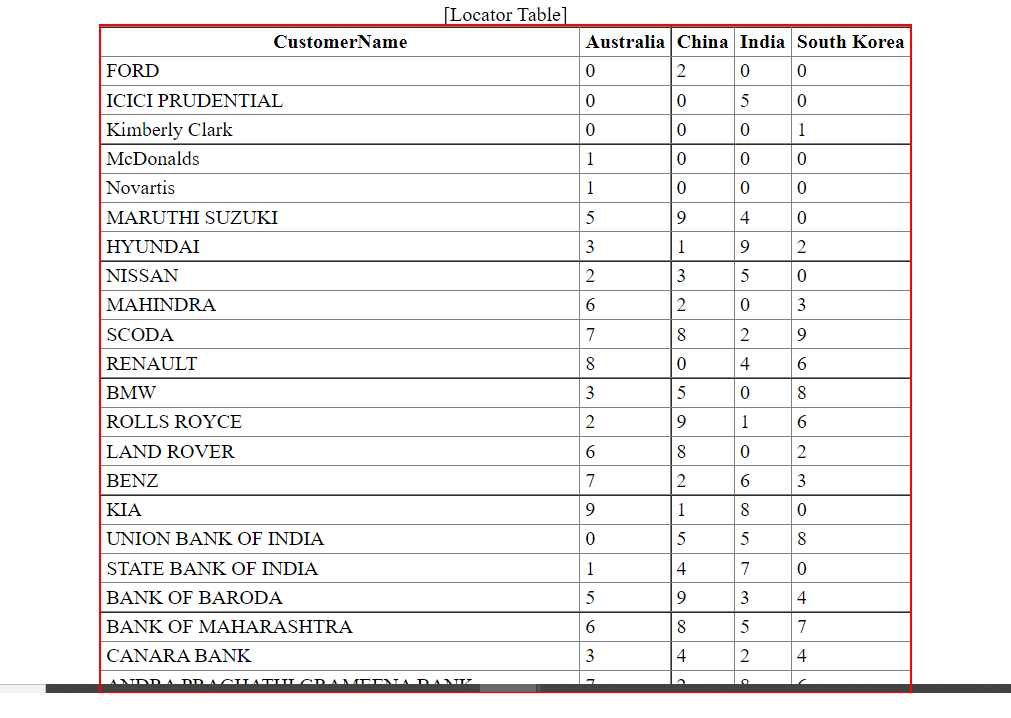 [Locator Table]
CustomerName Australia China India South Korea
FORD 0 2 0 0
ICICI PRUDENTIAL 0 0 5 0
Kimberly Clark 0 0 0 1
McDonalds 1 0 0 0
Novartis 1 0 0 0
MARUTHI SUZUKI 5 9 4 0
HYUNDAI 3 1 9 2
NISSAN 2 3 5 0
MAHINDRA 6 2 0 3
SCODA 7 8 2 9
RENAULT 8 0 4 6
BMW 3 5 0 8
ROLLS ROYCE 2 9 1 6
LAND ROVER 6 8 0 2
BENZ 7 2 6 3
KIA 9 1 8 0
UNION BANK OF INDIA 0 5 5 8
STATE BANK OF INDIA 1 4 7 0
BANK OF BARODA 5 9 3 4
BANK OF MAHARASHTRA 6 8 5 7
CANARA BANK 3 4 2 4
BANK